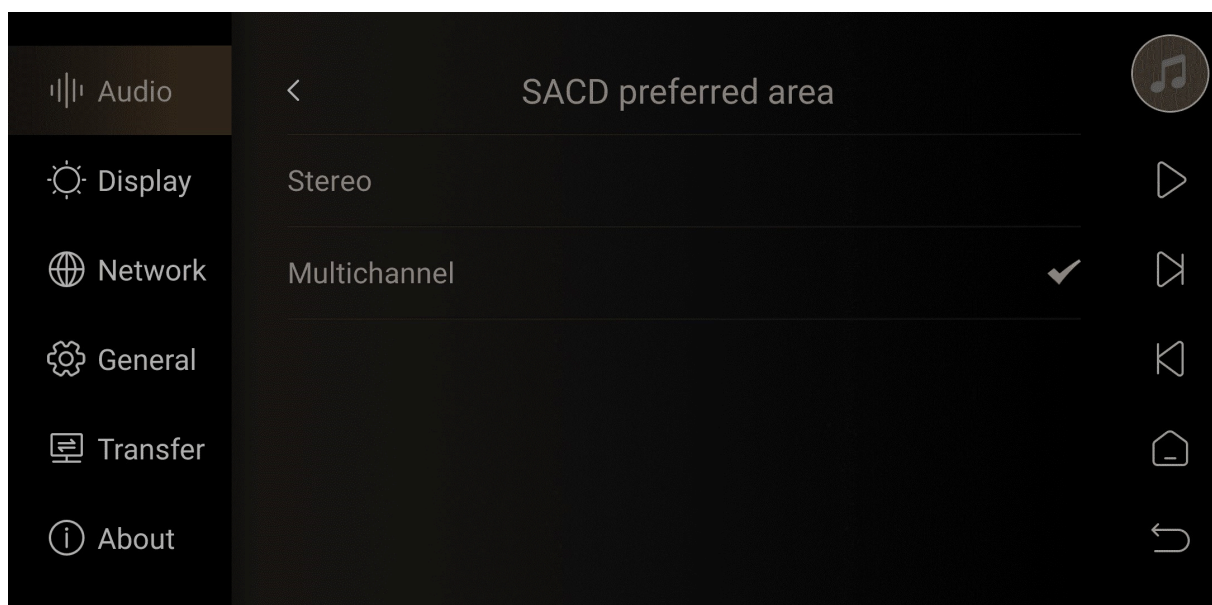 Audio
SACD preferred area
Display
Stereo
Network
Multichannel
General
Transfer
About